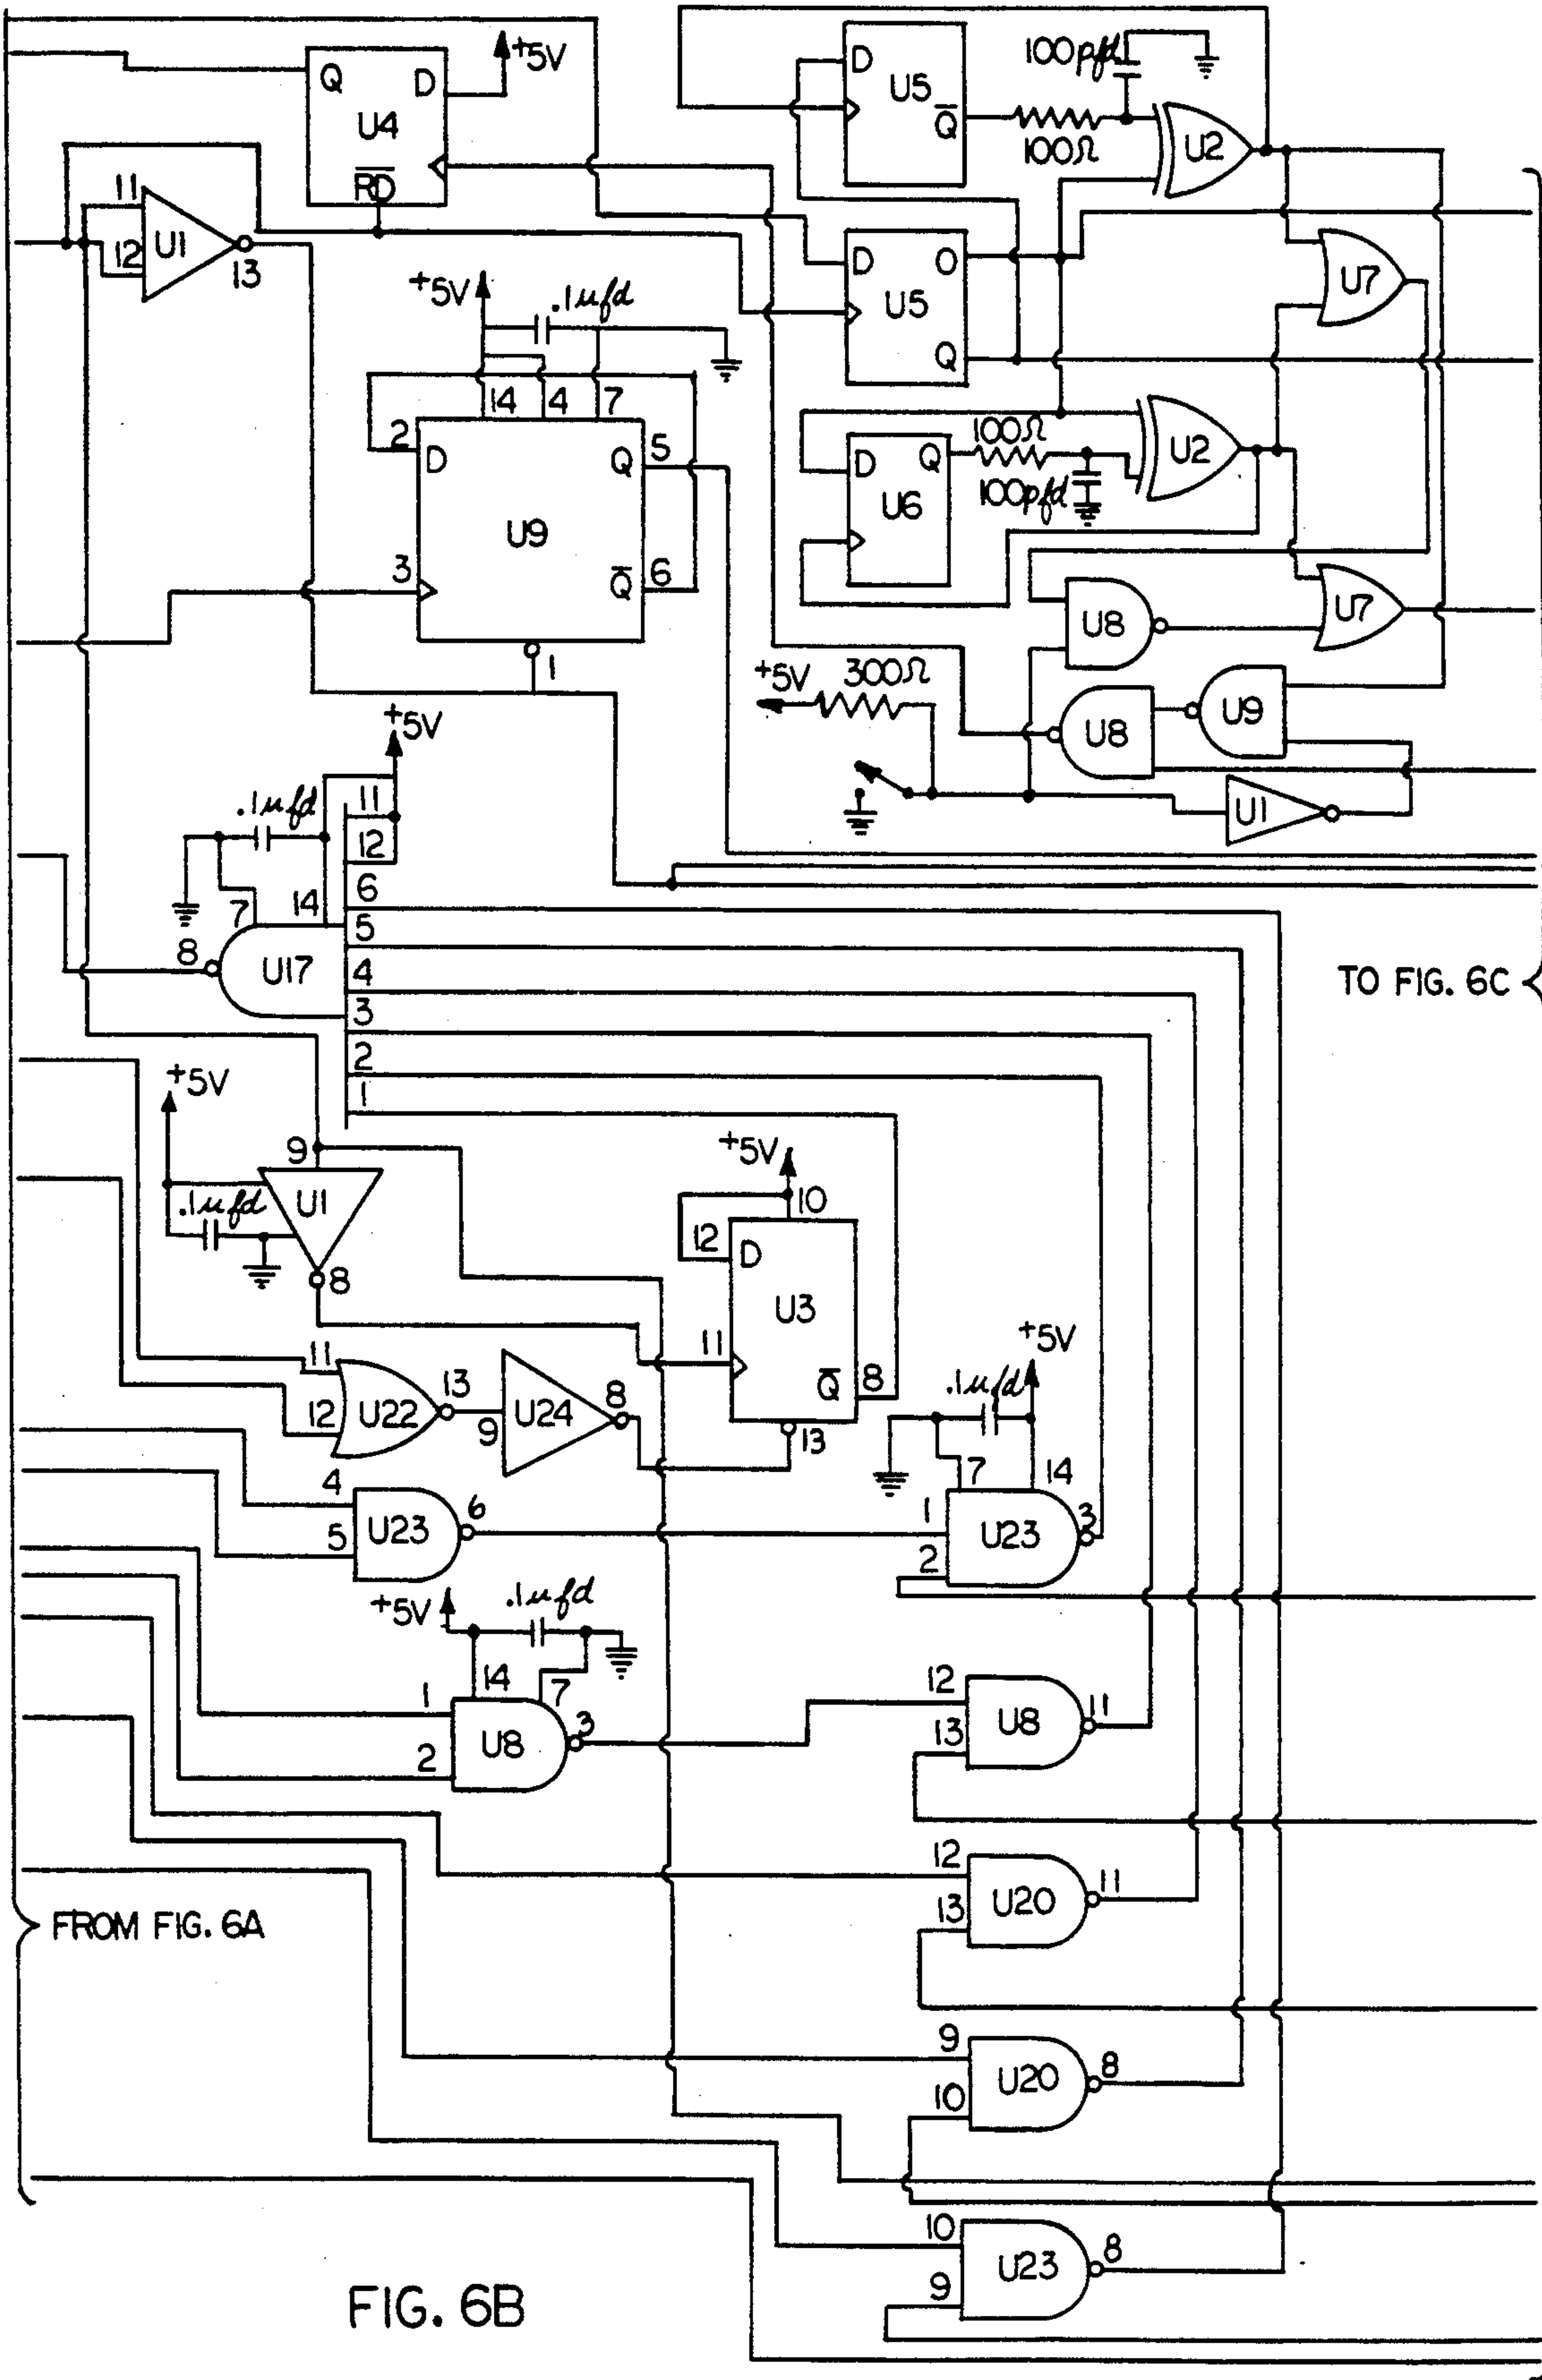 +5V
Q D
U4
RD
D
U5
Q
100pfd
100Ω
U2
11
12
U1
13
D O
U5
Q
U7
+5V
.1ufd
14 4 7
2
D
Q
5
U9
3
Q
6
1
D Q
U6
100Ω
100pfd
U2
U8
U7
+5V
300Ω
U8
U9
U1
+5V
.1ufd
11
12
6
14
7
5
8
U17
4
3
2
1
TO FIG. 6C
+5V
9
.1ufd
U1
8
+5V
10
12
D
U3
11
Q
8
13
11
12
U22
13
9
U24
8
+5V
.1ufd
7
14
4
5
U23
6
1
2
U23
3
+5V
.1ufd
14
7
1
2
U8
3
12
13
U8
11
12
13
U20
11
FROM FIG. 6A
9
10
U20
8
10
9
U23
8
FIG. 6B